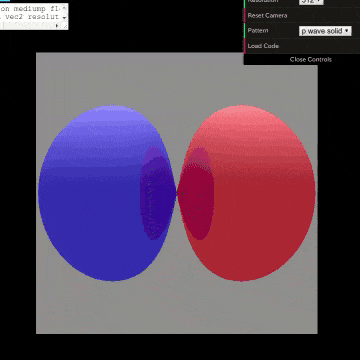 on mediump fl
vec2 resolut
Resolution 512
Reset Camera
Pattern p wave solid
Load Code
Close Controls